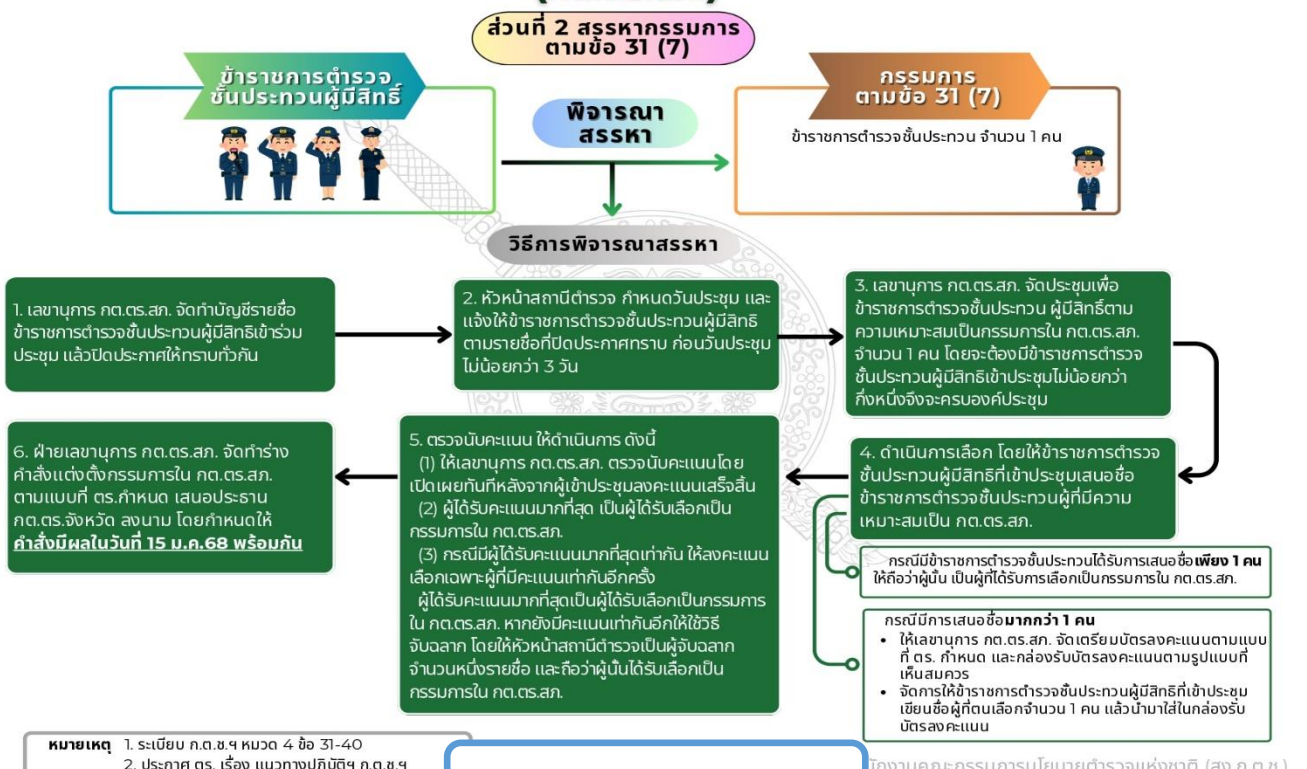 ส่วนที่ 2 สรรหากรรมการ
ตามข้อ 31 (7)
ข้าราชการตำรวจ
ชั้นประทวนผู้มีสิทธิ์
พิจารณา
สรรหา
กรรมการ
ตามข้อ 31 (7)
ข้าราชการตำรวจชั้นประทวน จำนวน 1 คน
วิธีการพิจารณาสรรหา
1. เลขานุการ กต.ตร.สภ. จัดทำบัญชีรายชื่อ
ข้าราชการตำรวจชั้นประทวนผู้มีสิทธิเข้าร่วม
ประชุม แล้วปิดประกาศให้ทราบทั่วกัน
2. หัวหน้าสถานีตำรวจ กำหนดวันประชุม และ
แจ้งให้ข้าราชการตำรวจชั้นประทวนผู้มีสิทธิ
ตามรายชื่อที่ปิดประกาศทราบ ก่อนวันประชุม
ไม่น้อยกว่า 3 วัน
3. เลขานุการ กต.ตร.สภ. จัดประชุมเพื่อ
ข้าราชการตำรวจชั้นประทวน ผู้มีสิทธิ์ตาม
ความเหมาะสมเป็นกรรมการใน กต.ตร.สภ.
จำนวน 1 คน โดยจะต้องมีข้าราชการตำรวจ
ชั้นประทวนผู้มีสิทธิเข้าประชุมไม่น้อยกว่า
กึ่งหนึ่งจึงจะครบองค์ประชุม
4. ดำเนินการเลือก โดยให้ข้าราชการตำรวจ
ชั้นประทวนผู้มีสิทธิที่เข้าประชุมเสนอชื่อ
ข้าราชการตำรวจชั้นประทวนผู้ที่มีความ
เหมาะสมเป็น กต.ตร.สภ.
กรณีมีข้าราชการตำรวจชั้นประทวนได้รับการเสนอชื่อเพียง 1 คน
ให้ถือว่าผู้นั้น เป็นผู้ที่ได้รับการเลือกเป็นกรรมการใน กต.ตร.สภ.
กรณีมีการเสนอชื่อมากกว่า 1 คน
• ให้เลขานุการ กต.ตร.สภ. จัดเตรียมบัตรลงคะแนนตามแบบ
ที่ ตร. กำหนด และกล่องรับบัตรลงคะแนนตามรูปแบบที่
เห็นสมควร
• จัดการให้ข้าราชการตำรวจชั้นประทวนผู้มีสิทธิที่เข้าประชุม
เขียนชื่อผู้ที่ตนเลือกจำนวน 1 คน แล้วนำมาใส่ในกล่องรับ
บัตรลงคะแนน
5. ตรวจนับคะแนน ให้ดำเนินการ ดังนี้
(1) ให้เลขานุการ กต.ตร.สภ. ตรวจนับคะแนนโดย
เปิดเผยทันทีหลังจากผู้เข้าประชุมลงคะแนนเสร็จสิ้น
(2) ผู้ได้รับคะแนนมากที่สุด เป็นผู้ได้รับเลือกเป็น
กรรมการใน กต.ตร.สภ.
(3) กรณีมีผู้ได้รับคะแนนมากที่สุดเท่ากัน ให้ลงคะแนน
เลือกเฉพาะผู้ที่มีคะแนนเท่ากันอีกครั้ง
ผู้ได้รับคะแนนมากที่สุดเป็นผู้ได้รับเลือกเป็นกรรมการ
ใน กต.ตร.สภ. หากยังมีคะแนนเท่ากันอีกให้ใช้วิธี
จับฉลาก โดยให้หัวหน้าสถานีตำรวจเป็นผู้จับฉลาก
จำนวนหนึ่งรายชื่อ และถือว่าผู้นั้นได้รับเลือกเป็น
กรรมการใน กต.ตร.สภ.
6. ฝ่ายเลขานุการ กต.ตร.สภ. จัดทำร่าง
คำสั่งแต่งตั้งกรรมการใน กต.ตร.สภ.
ตามแบบที่ ตร.กำหนด เสนอประธาน
กต.ตร.จังหวัด ลงนาม โดยกำหนดให้
คำสั่งมีผลในวันที่ 15 ม.ค.68 พร้อมกัน
หมายเหตุ 1. ระเบียบ ก.ต.ช.ฯ หมวด 4 ข้อ 31-40
2. ประกาศ ตร. เรื่อง แนวทางปฏิบัติฯ ก.ต.ช.ฯ
นักงานคณะกรรมการนโยบายตำรวจแห่งชาติ (สง.ก.ต.ช.)